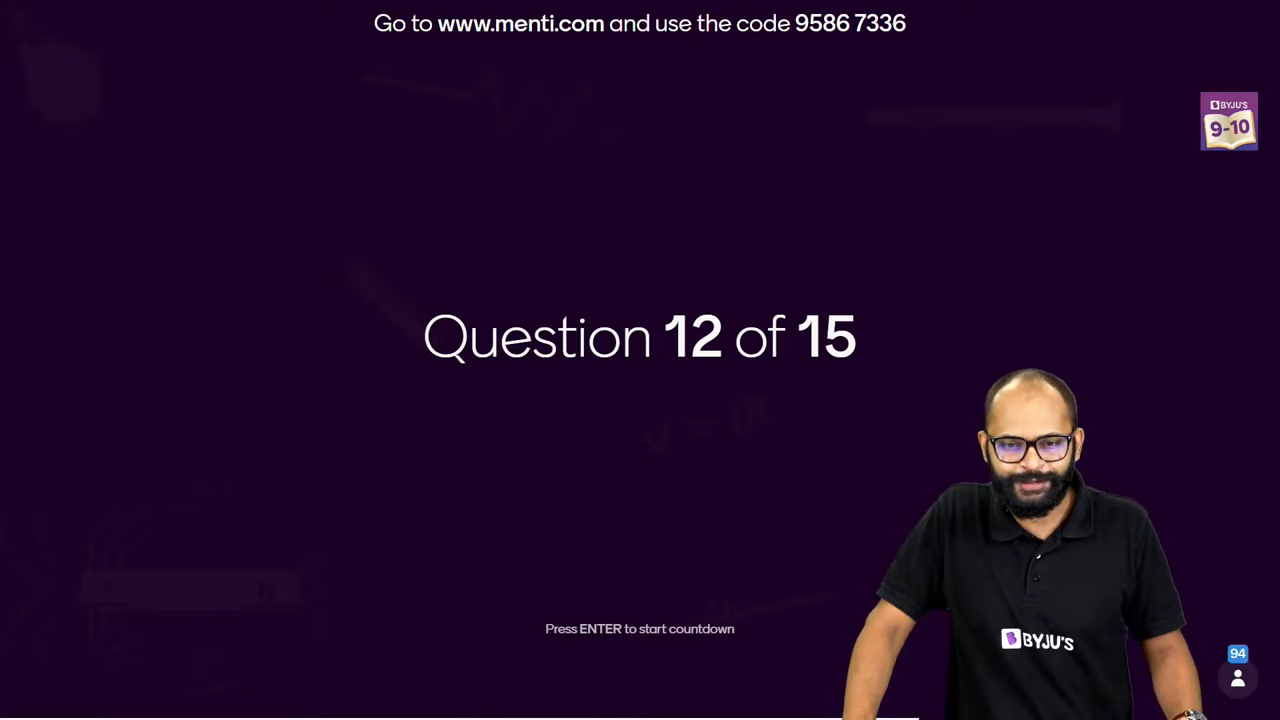 Go to www.menti.com and use the code 9586 7336
BYJU'S
9-10
Question 12 of 15
Press ENTER to start countdown
BYJU'S
94